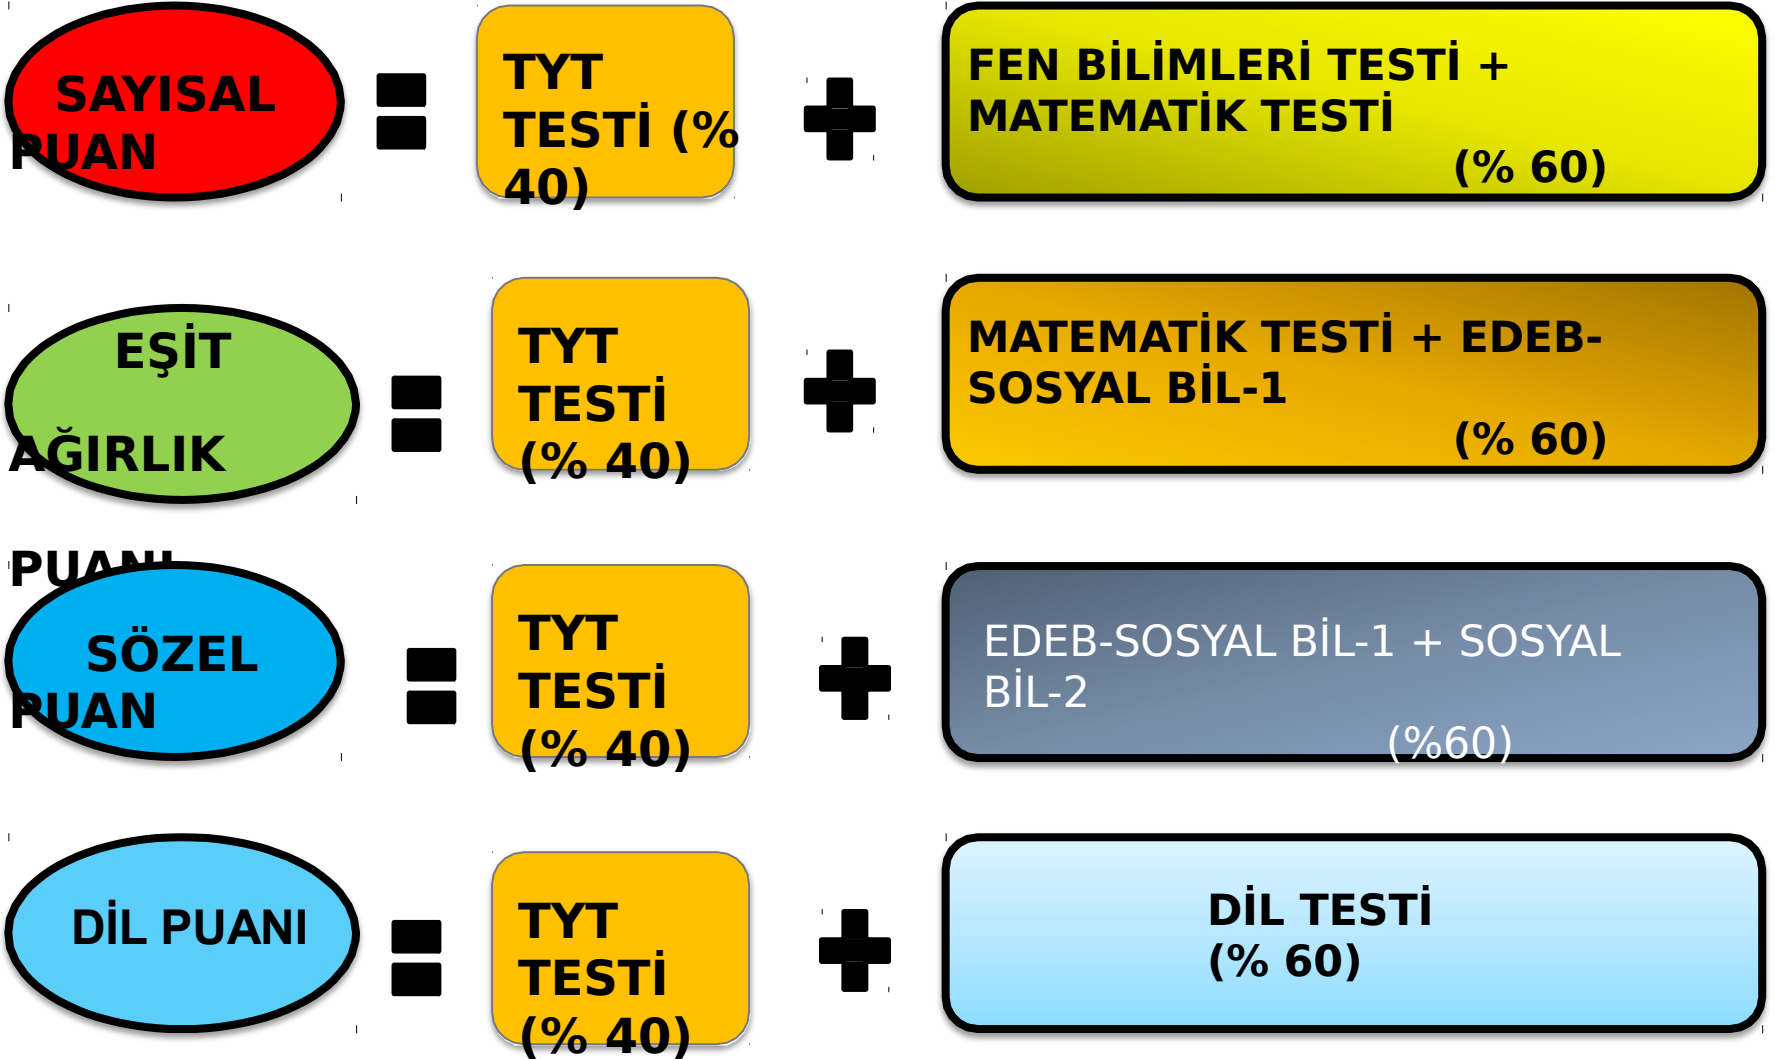 SAYISAL
PUAN
TYT
TESTİ (%
40)
FEN BİLİMLERİ TESTİ +
MATEMATİK TESTİ
(% 60)
EŞİT
AĞIRLIK
PUANI
TYT
TESTİ
(% 40)
MATEMATİK TESTİ + EDEB-
SOSYAL BİL-1
(% 60)
SÖZEL
PUAN
TYT
TESTİ
(% 40)
EDEB-SOSYAL BİL-1 + SOSYAL
BİL-2
(%60)
DİL PUANI
TYT
TESTİ
(% 40)
DİL TESTİ
(% 60)